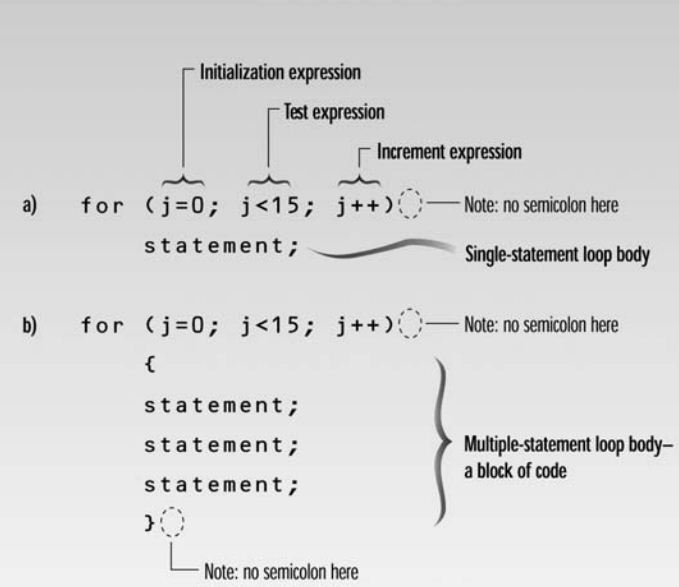 Initialization expression
Test expression
Increment expression
a) for (j=0; j<15; j++) Note: no semicolon here
statement; Single-statement loop body
b) for (j=0; j<15; j++) Note: no semicolon here
{
statement;
statement; Multiple-statement loop body–
a block of code
statement;
}
Note: no semicolon here